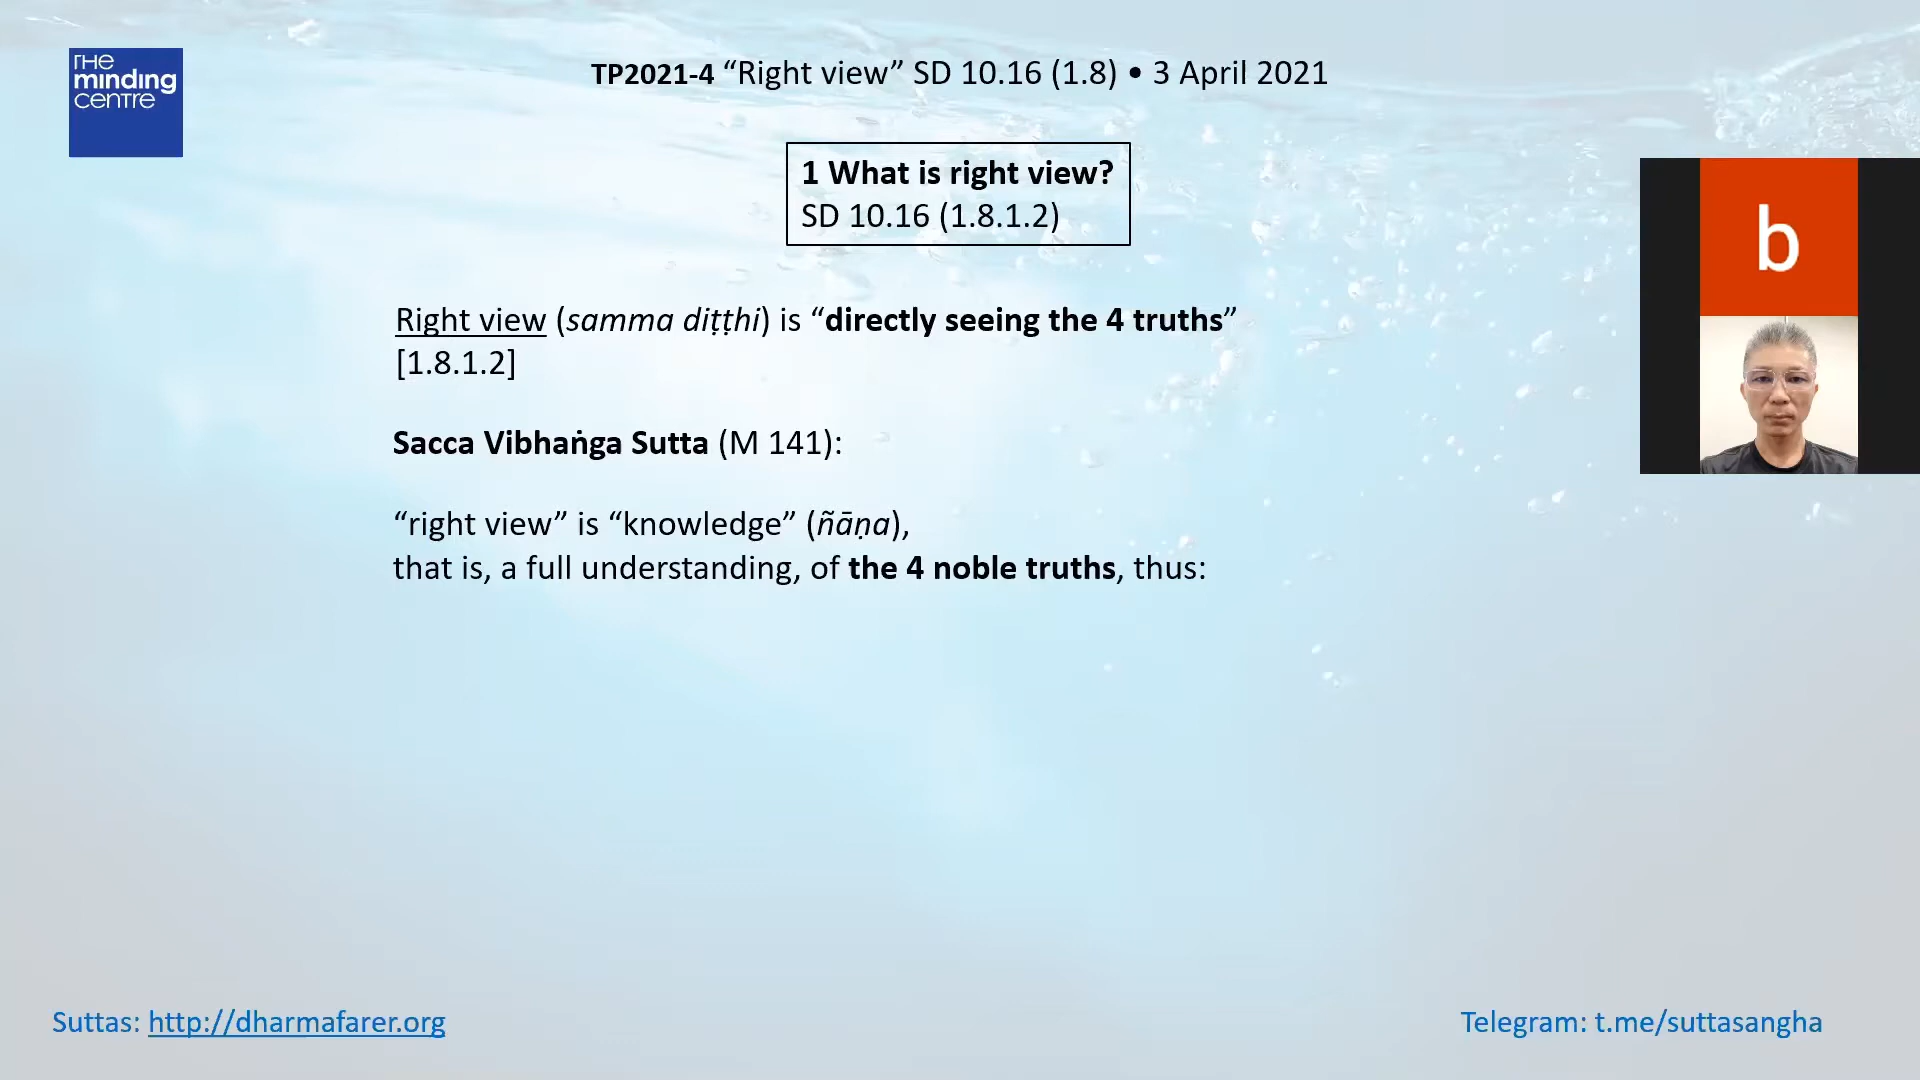 THE
minding
centre
TP2021-4 “Right view” SD 10.16 (1.8) • 3 April 2021
1 What is right view?
SD 10.16 (1.8.1.2)
b
Right view (samma diṭṭhi) is “directly seeing the 4 truths”
[1.8.1.2]
Sacca Vibhaṅga Sutta (M 141):
“right view” is “knowledge” (ñāṇa),
that is, a full understanding, of the 4 noble truths, thus:
Suttas: http://dharmafarer.org
Telegram: t.me/suttasangha